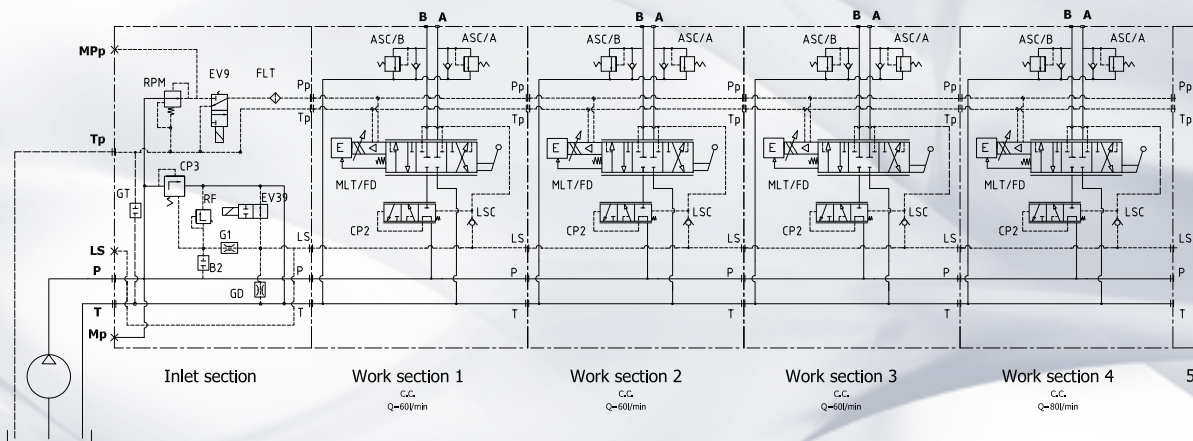 B A
B A
B A
B A
ASC/B ASC/A
ASC/B ASC/A
ASC/B ASC/A
ASC/B ASC/A
MPp
RPM EV9 FLT
Pp Pp Pp Pp Pp
Tp Tp Tp Tp Tp
Tp
E E E E
CP3
MLT/FD MLT/FD MLT/FD MLT/FD
GT RF EV39
LSC LSC LSC LSC
CP2 CP2 CP2 CP2
G1
LS LS LS LS LS LS
B2
P P P P P P
GD
T T T T T T
Mp
Inlet section
Work section 1
C.C.
Q=60l/min
Work section 2
C.C.
Q=60l/min
Work section 3
C.C.
Q=60l/min
Work section 4
C.C.
Q=80l/min
5